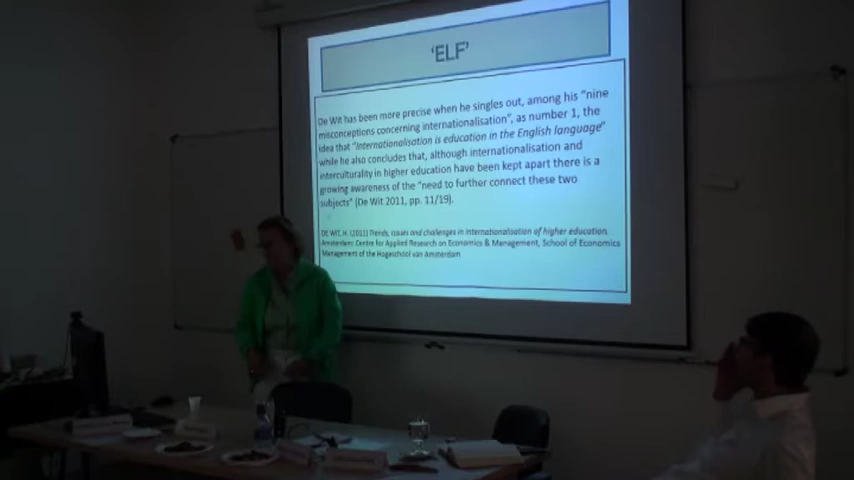 'ELF'
De Wit has been more precise when he singles out, among his "nine
misconceptions concerning internationalisation", as number 1, the
idea that "Internationalisation is education in the English language"
while he also concludes that, although internationalisation and
interculturality in higher education have been kept apart there is a
growing awareness of the "need to further connect these two
subjects" (De Wit 2011, pp. 11/19).
DE WIT, H. (2011) Trends, issues and challenges in internationalisation of higher education.
Amsterdam: Centre for Applied Research on Economics & Management, School of Economics
Management of the Hogeschool van Amsterdam